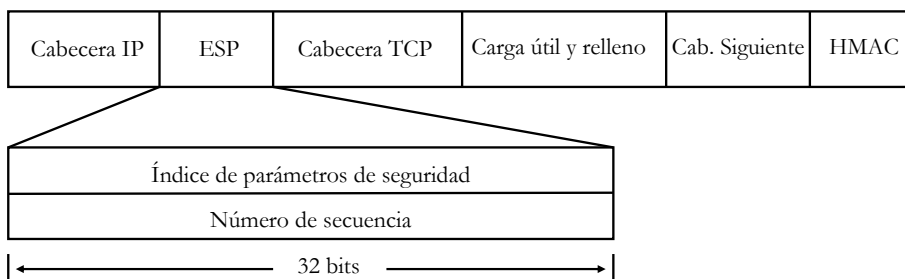 Cabecera IP ESP Cabecera TCP Carga útil y relleno Cab. Siguiente HMAC
Índice de parámetros de seguridad
Número de secuencia
32 bits